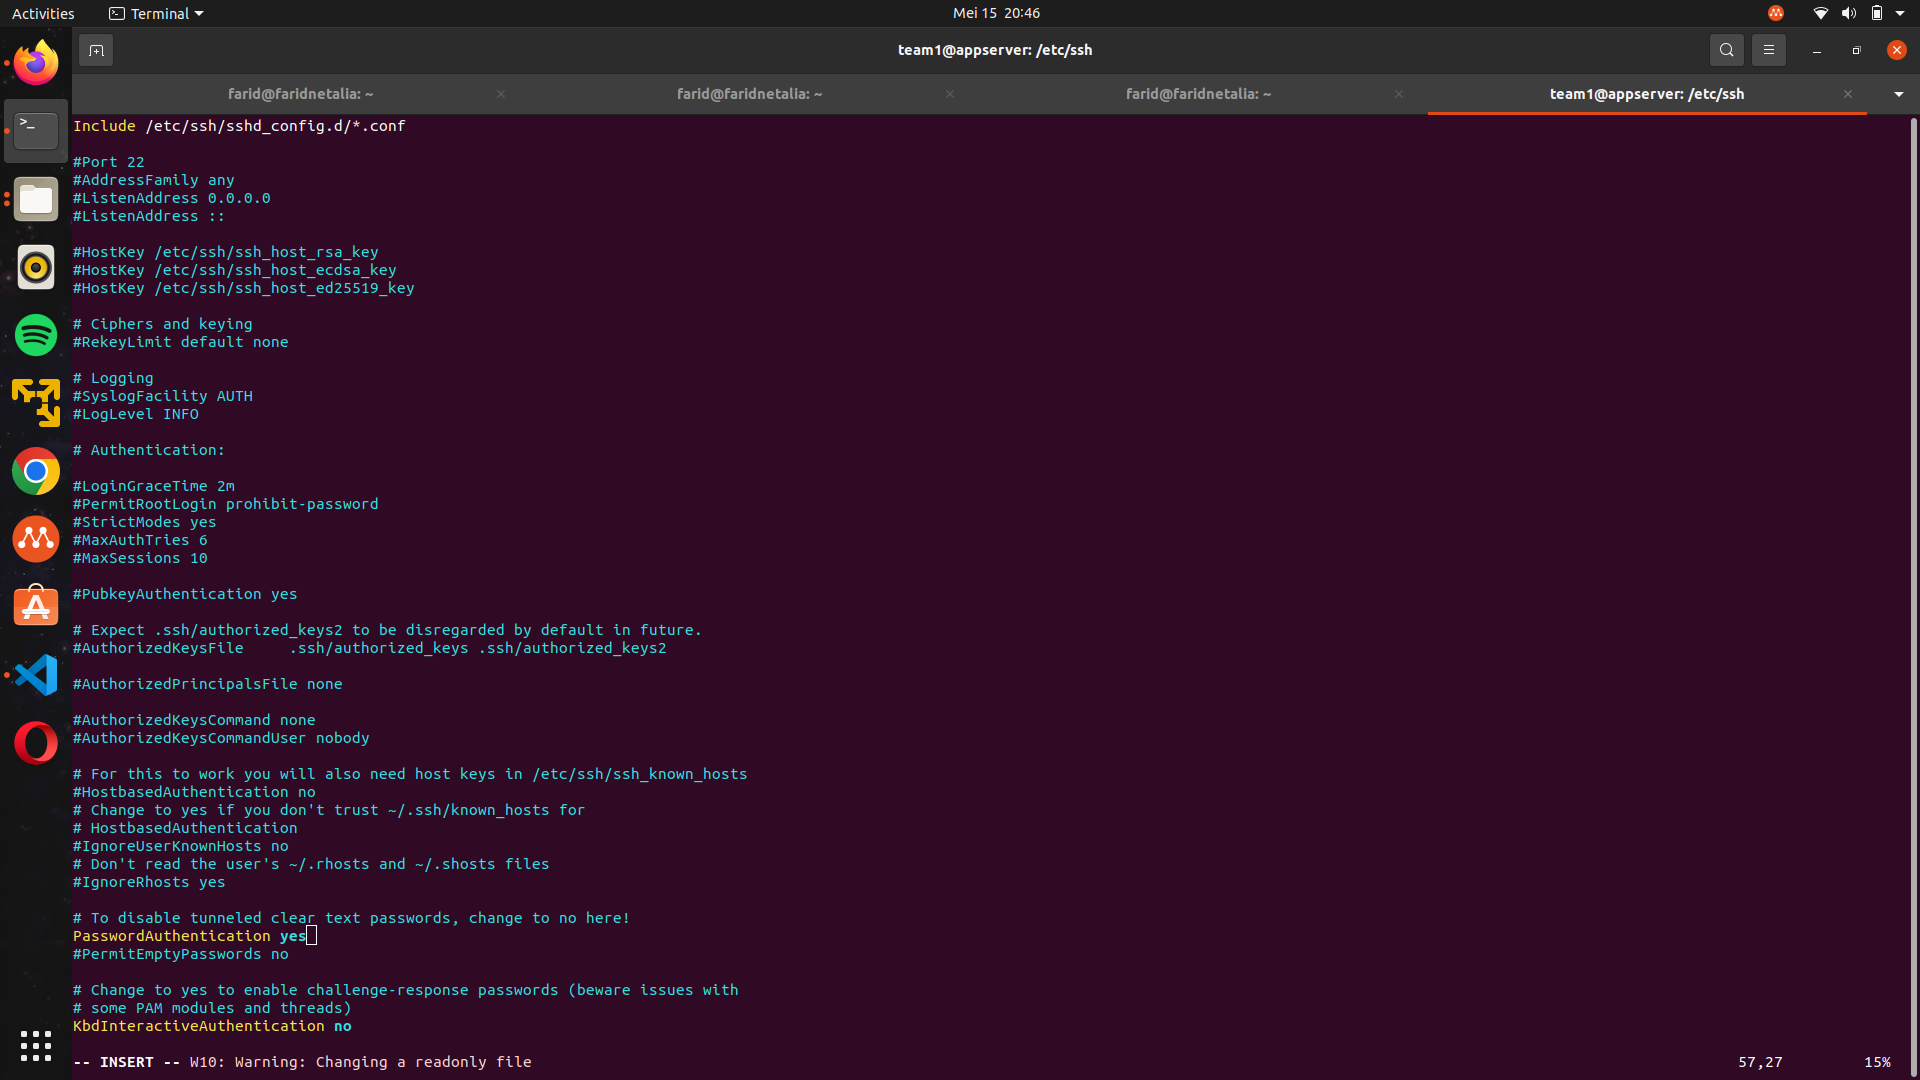 Activities
Terminal
Mei 15 20:46
team1@appserver: /etc/ssh
farid@faridnetalia: ~
farid@faridnetalia: ~
farid@faridnetalia: ~
team1@appserver: /etc/ssh
Include /etc/ssh/sshd_config.d/*.conf
#Port 22
#AddressFamily any
#ListenAddress 0.0.0.0
#ListenAddress ::
#HostKey /etc/ssh/ssh_host_rsa_key
#HostKey /etc/ssh/ssh_host_ecdsa_key
#HostKey /etc/ssh/ssh_host_ed25519_key
# Ciphers and keying
#RekeyLimit default none
# Logging
#SyslogFacility AUTH
#LogLevel INFO
# Authentication:
#LoginGraceTime 2m
#PermitRootLogin prohibit-password
#StrictModes yes
#MaxAuthTries 6
#MaxSessions 10
#PubkeyAuthentication yes
# Expect .ssh/authorized_keys2 to be disregarded by default in future.
#AuthorizedKeysFile     .ssh/authorized_keys .ssh/authorized_keys2
#AuthorizedPrincipalsFile none
#AuthorizedKeysCommand none
#AuthorizedKeysCommandUser nobody
# For this to work you will also need host keys in /etc/ssh/ssh_known_hosts
#HostbasedAuthentication no
# Change to yes if you don't trust ~/.ssh/known_hosts for
# HostbasedAuthentication
#IgnoreUserKnownHosts no
# Don't read the user's ~/.rhosts and ~/.shosts files
#IgnoreRhosts yes
# To disable tunneled clear text passwords, change to no here!
PasswordAuthentication yes
#PermitEmptyPasswords no
# Change to yes to enable challenge-response passwords (beware issues with
# some PAM modules and threads)
KbdInteractiveAuthentication no
-- INSERT -- W10: Warning: Changing a readonly file
57,27
15%